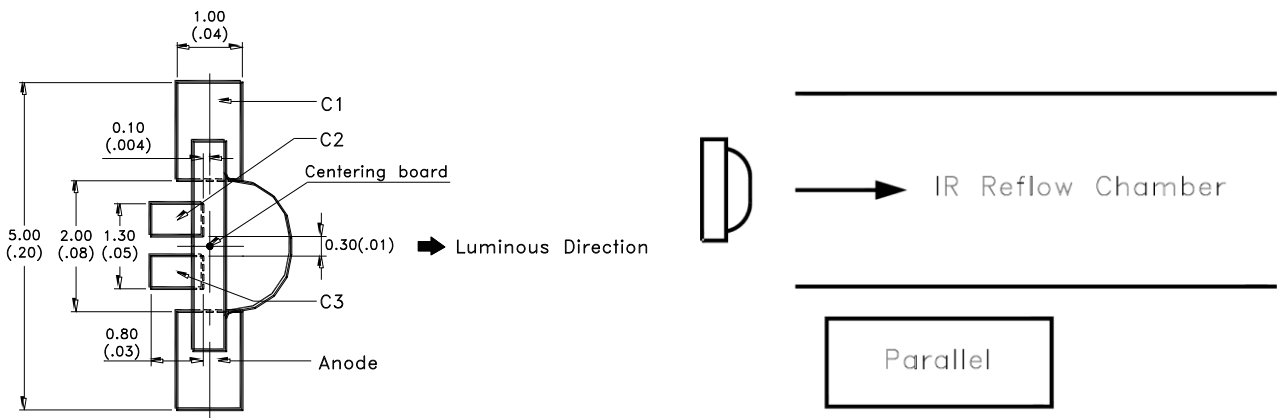 1.00
(.04)
C1
0.10
(.004)
C2
Centering board
5.00
(.20)
2.00
(.08)
1.30
(.05)
0.30(.01)
Luminous Direction
C3
0.80
(.03)
Anode
IR Reflow Chamber
Parallel